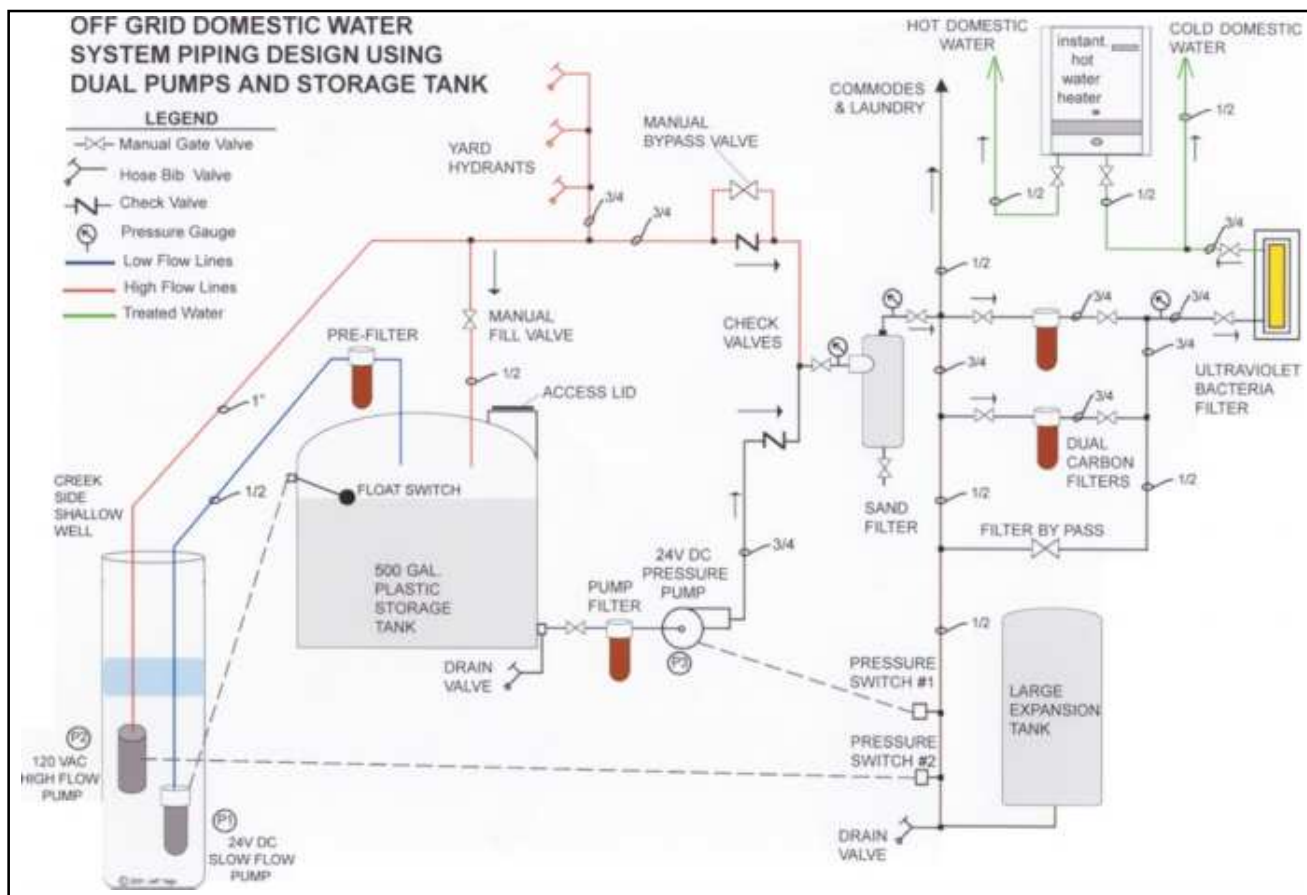 OFF GRID DOMESTIC WATER
SYSTEM PIPING DESIGN USING
DUAL PUMPS AND STORAGE TANK
LEGEND
Manual Gate Valve
Hose Bib Valve
Check Valve
Pressure Gauge
Low Flow Lines
High Flow Lines
Treated Water
HOT DOMESTIC
WATER
instant
hot
water
heater
COLD DOMESTIC
WATER
COMMODES
& LAUNDRY
1/2
MANUAL
BYPASS VALVE
YARD
HYDRANTS
3/4
3/4
1/2
1/2
3/4
1/2
3/4
3/4
MANUAL
FILL VALVE
PRE-FILTER
CHECK
VALVES
3/4
3/4
ULTRAVIOLET
BACTERIA
FILTER
1/2
ACCESS LID
1"
3/4
DUAL
CARBON
FILTERS
CREEK
SIDE
SHALLOW
WELL
1/2
FLOAT SWITCH
SAND
FILTER
1/2
1/2
FILTER BY PASS
3/4
24V DC
PRESSURE
PUMP
500 GAL.
PLASTIC
STORAGE
TANK
PUMP
FILTER
1/2
P3
DRAIN
VALVE
PRESSURE
SWITCH #1
LARGE
EXPANSION
TANK
P2
120 VAC
HIGH FLOW
PUMP
PRESSURE
SWITCH
#2
P1
24V DC
SLOW FLOW
PUMP
DRAIN
VALVE